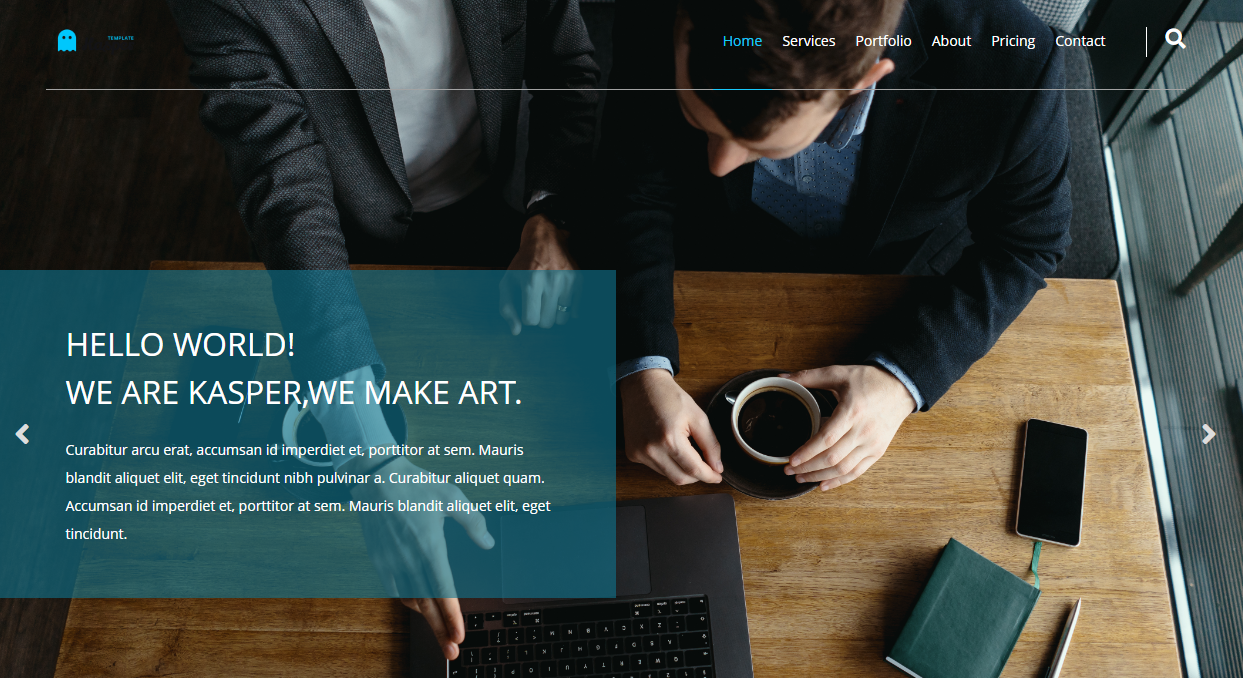 TEMPLATE
Home Services Portfolio About Pricing Contact
HELLO WORLD!
WE ARE KASPER,WE MAKE ART.
Curabitur arcu erat, accumsan id imperdiet et, porttitor at sem. Mauris
blandit aliquet elit, eget tincidunt nibh pulvinar a. Curabitur aliquet quam.
Accumsan id imperdiet et, porttitor at sem. Mauris blandit aliquet elit, eget
tincidunt.